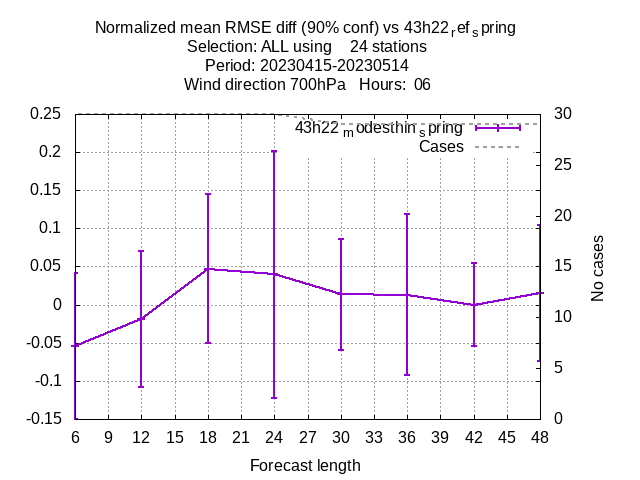 Normalized mean RMSE diff (90% conf) vs 43h22refspring
Selection: ALL using 24 stations
Period: 20230415-20230514
Wind direction 700hPa Hours: 06
43h22modesthinspring
Cases
0.25
0.2
0.15
0.1
0.05
0
-0.05
-0.1
-0.15
30
25
20
15
10
5
0
No cases
6 9 12 15 18 21 24 27 30 33 36 39 42 45 48
Forecast length